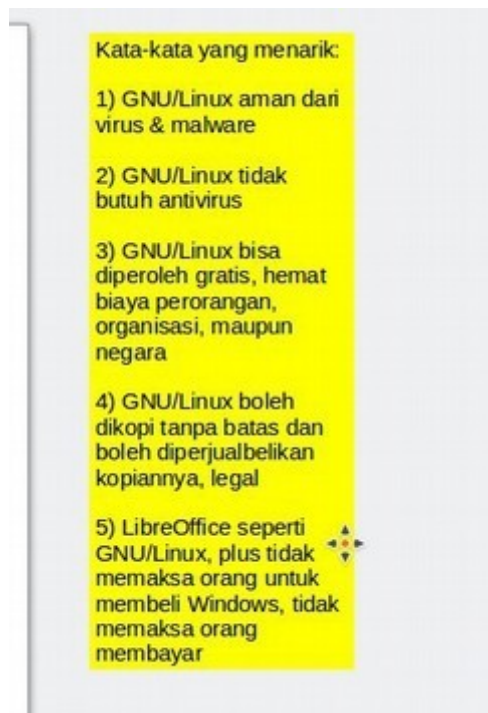 Kata-kata yang menarik:
1) GNU/Linux aman dari
virus & malware
2) GNU/Linux tidak
butuh antivirus
3) GNU/Linux bisa
diperoleh gratis, hemat
biaya perorangan,
organisasi, maupun
negara
4) GNU/Linux boleh
dikopi tanpa batas dan
boleh diperjualbelikan
kopiannya, legal
5) LibreOffice seperti
GNU/Linux, plus tidak
memaksa orang untuk
membeli Windows, tidak
memaksa orang
membayar